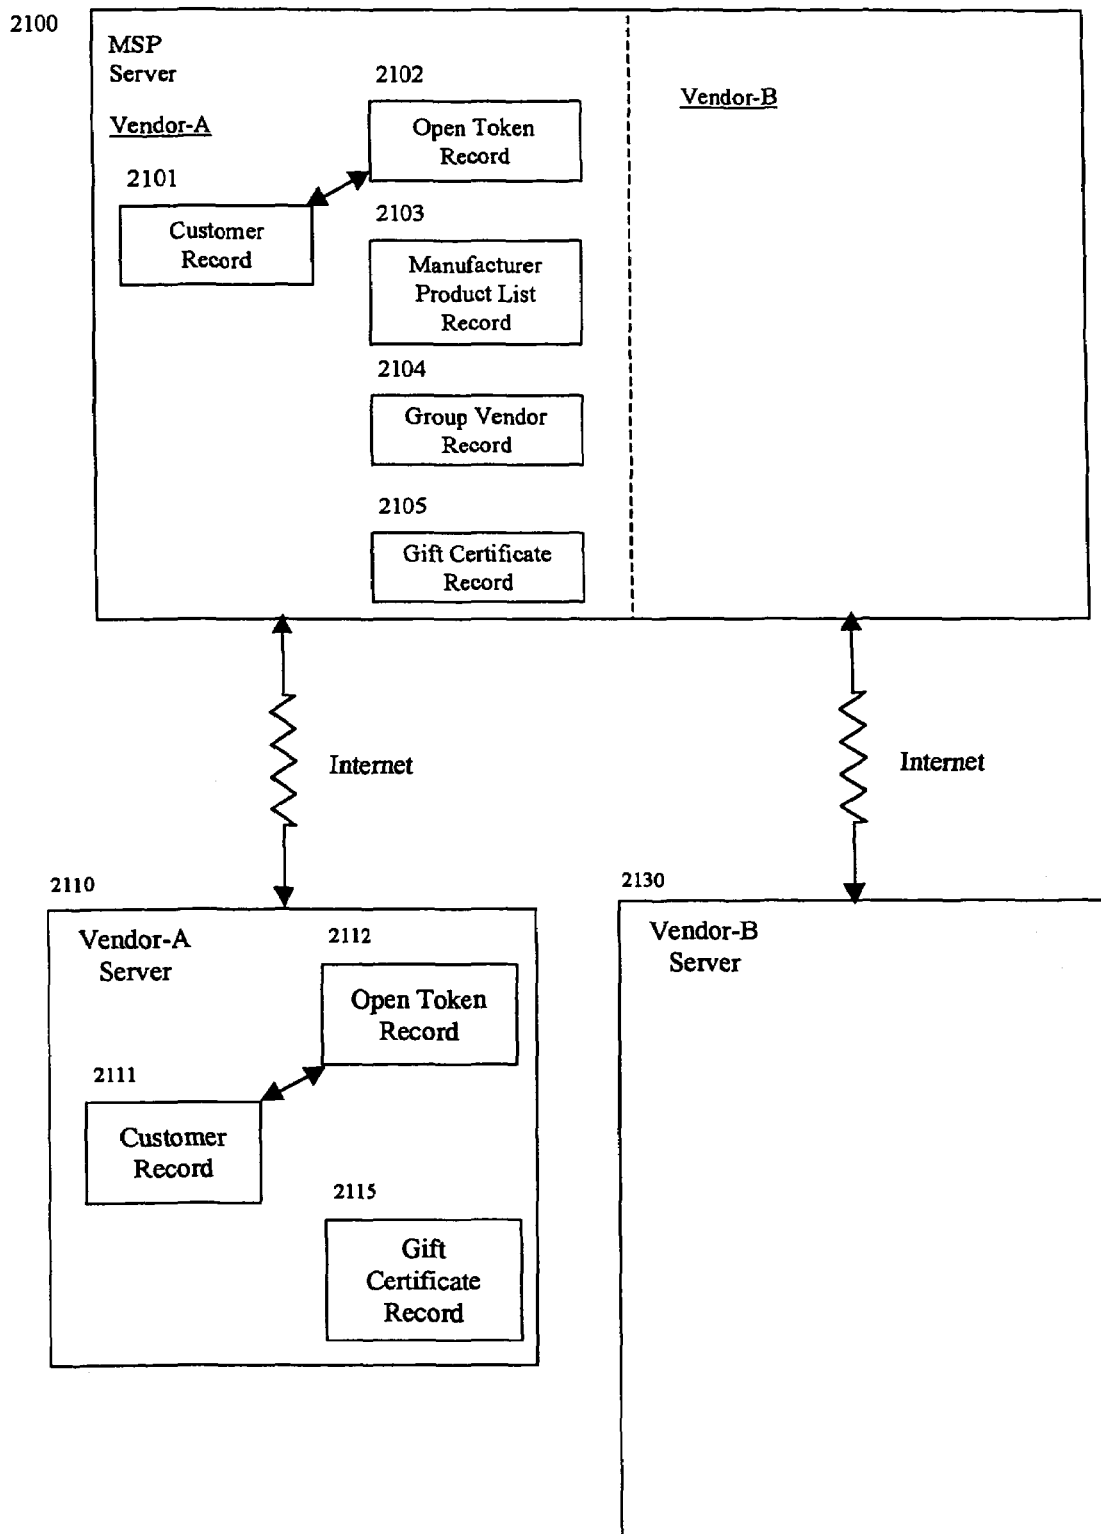 2100
MSP
Server
Vendor-A
2101
Customer
Record
2102
Open Token
Record
2103
Manufacturer
Product List
Record
2104
Group Vendor
Record
2105
Gift Certificate
Record
Vendor-B
Internet
Internet
2110
Vendor-A
Server
2112
Open Token
Record
2111
Customer
Record
2115
Gift
Certificate
Record
2130
Vendor-B
Server